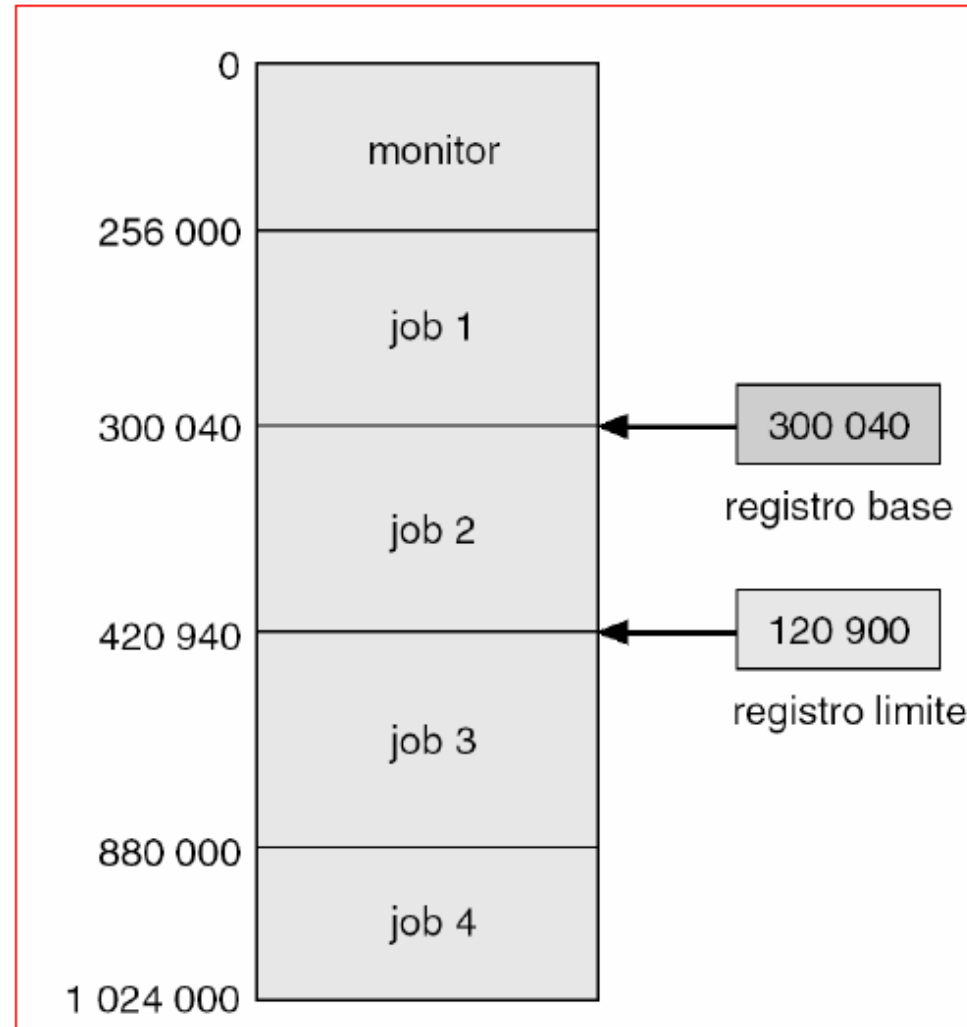 0
monitor
256 000
job 1
300 040
300 040
registro base
job 2
420 940
120 900
registro limite
job 3
880 000
job 4
1 024 000